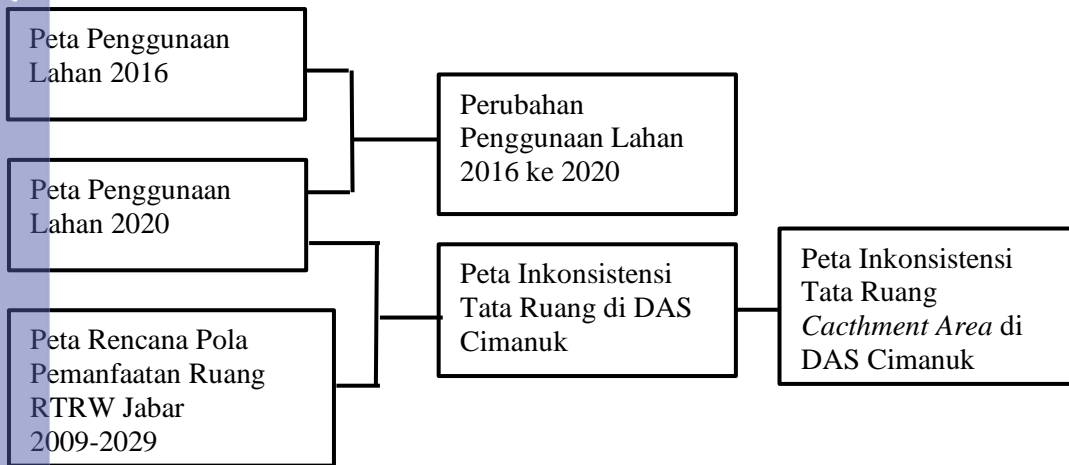 Peta Penggunaan
Lahan 2016
Peta Penggunaan
Lahan 2020
Peta Rencana Pola
Pemanfaatan Ruang
RTRW Jabar
2009-2029
Perubahan
Penggunaan Lahan
2016 ke 2020
Peta Inkonsistensi
Tata Ruang di DAS
Cimanuk
Peta Inkonsistensi
Tata Ruang
Cacthment Area di
DAS Cimanuk